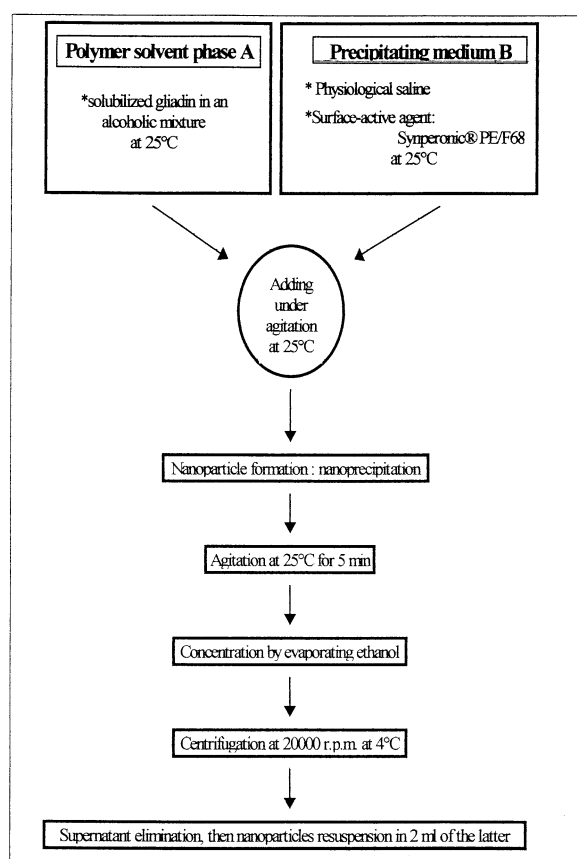 Polymer solvent phase A
*solubilized gliadin in an
alcoholic mixture
at 25°C
Precipitating medium B
* Physiological saline
*Surface-active agent:
Synperonic® PE/F68
at 25°C
Adding
under
agitation
at 25°C
Nanoparticle formation : nanoprecipitation
Agitation at 25°C for 5 min
Concentration by evaporating ethanol
Centrifugation at 20000 r.p.m. at 4°C
Supernatant elimination, then nanoparticles resuspension in 2 ml of the latter